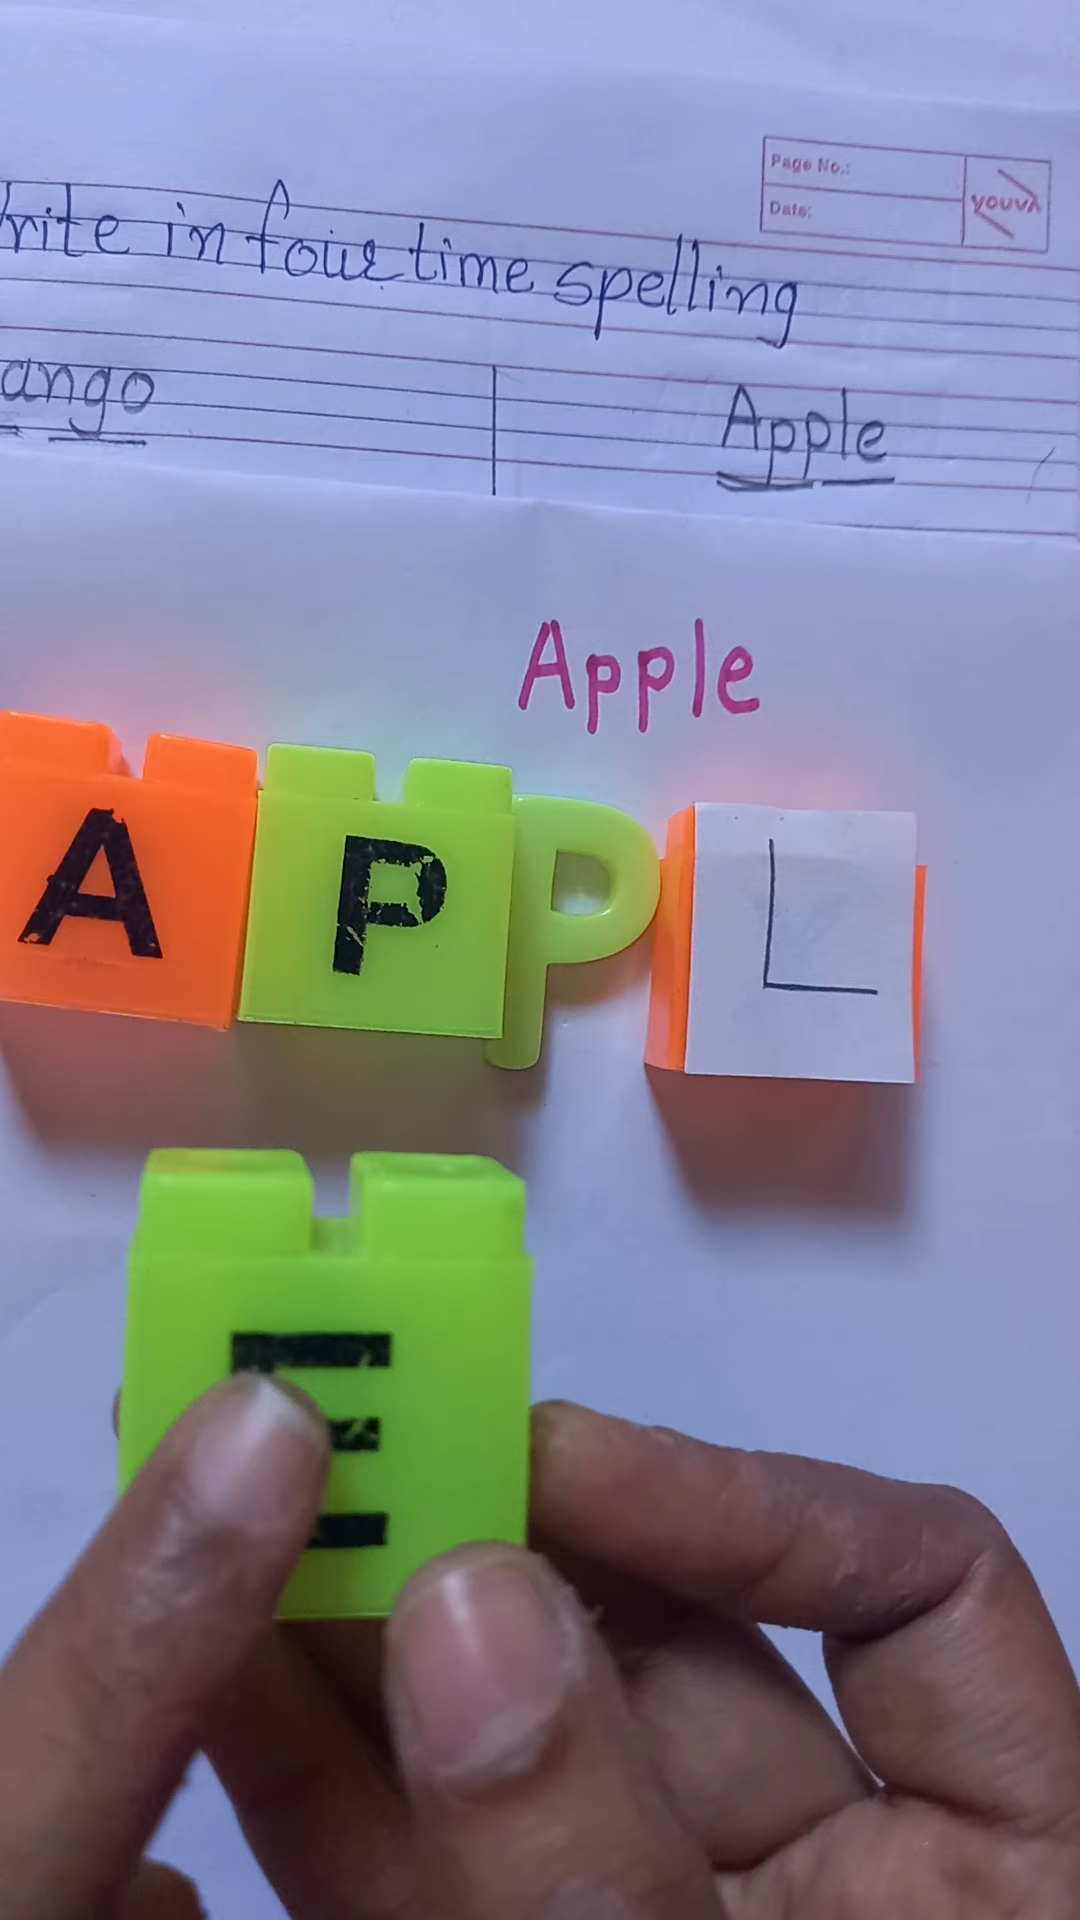 Page No.:
Date:
youva
rite in four time spelling
ango
Apple
Apple
A P P L
E